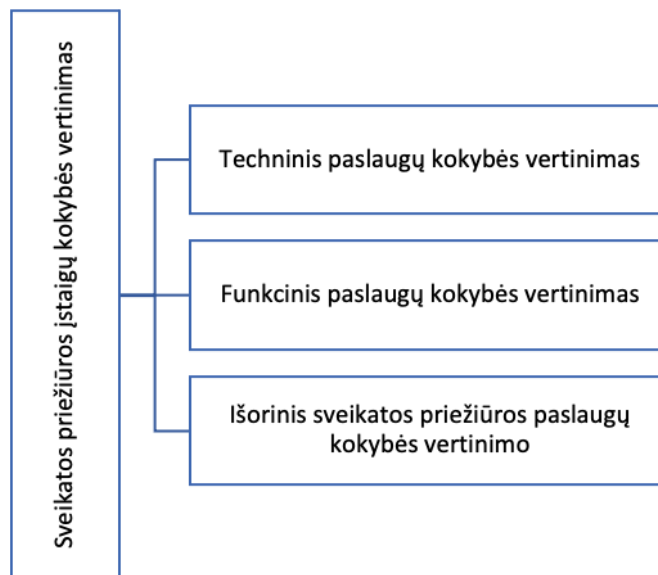 Sveikatos priežiūros įstaigų kokybės vertinimas
Techninis paslaugų kokybės vertinimas
Funkcinis paslaugų kokybės vertinimas
Išorinis sveikatos priežiūros paslaugų
kokybės vertinimo